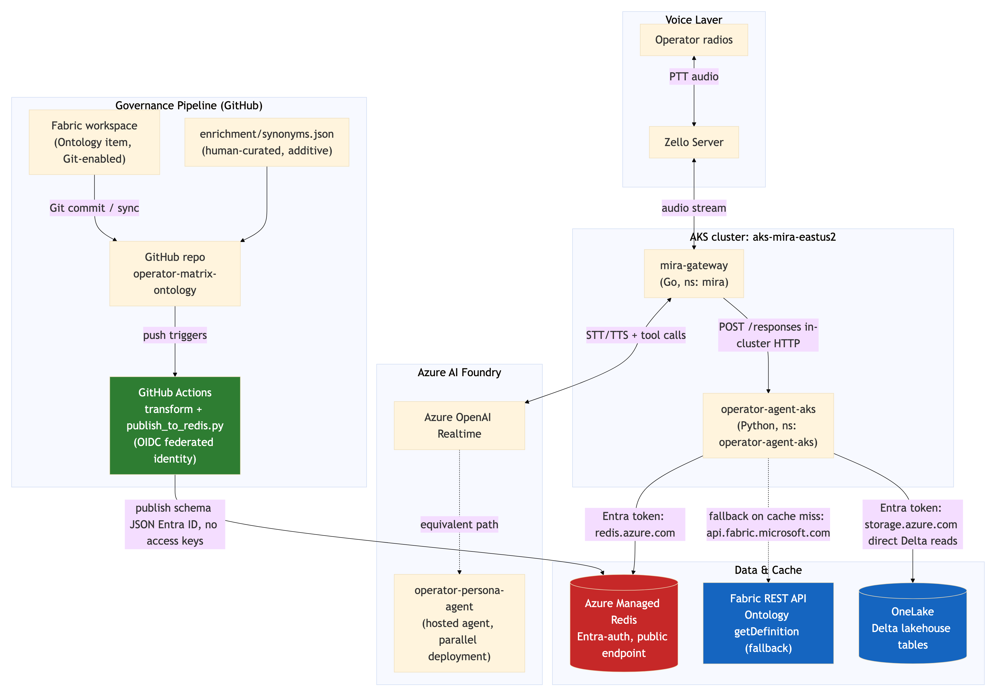 Voice Layer
Operator radios
PTT audio
Zello Server
audio stream
Governance Pipeline (GitHub)
Fabric workspace
(Ontology item,
Git-enabled)
enrichment/synonyms.json
(human-curated, additive)
Git commit / sync
GitHub repo
operator-matrix-
ontology
push triggers
GitHub Actions
transform +
publish_to_redis.py
(OIDC federated
identity)
publish schema
JSON Entra ID, no
access keys
AKS cluster: aks-mira-eastus2
mira-gateway
(Go, ns: mira)
STT/TTS + tool calls
POST /responses in-
cluster HTTP
operator-agent-aks
(Python, ns:
operator-agent-aks)
Azure AI Foundry
Azure OpenAI
Realtime
equivalent path
operator-persona-
agent
(hosted agent,
parallel
deployment)
Entra token:
redis.azure.com
fallback on cache miss:
api.fabric.microsoft.com
Entra token:
storage.azure.com
direct Delta reads
Data & Cache
Azure Managed
Redis
Entra-auth, public
endpoint
Fabric REST API
Ontology
getDefinition
(fallback)
OneLake
Delta lakehouse
tables